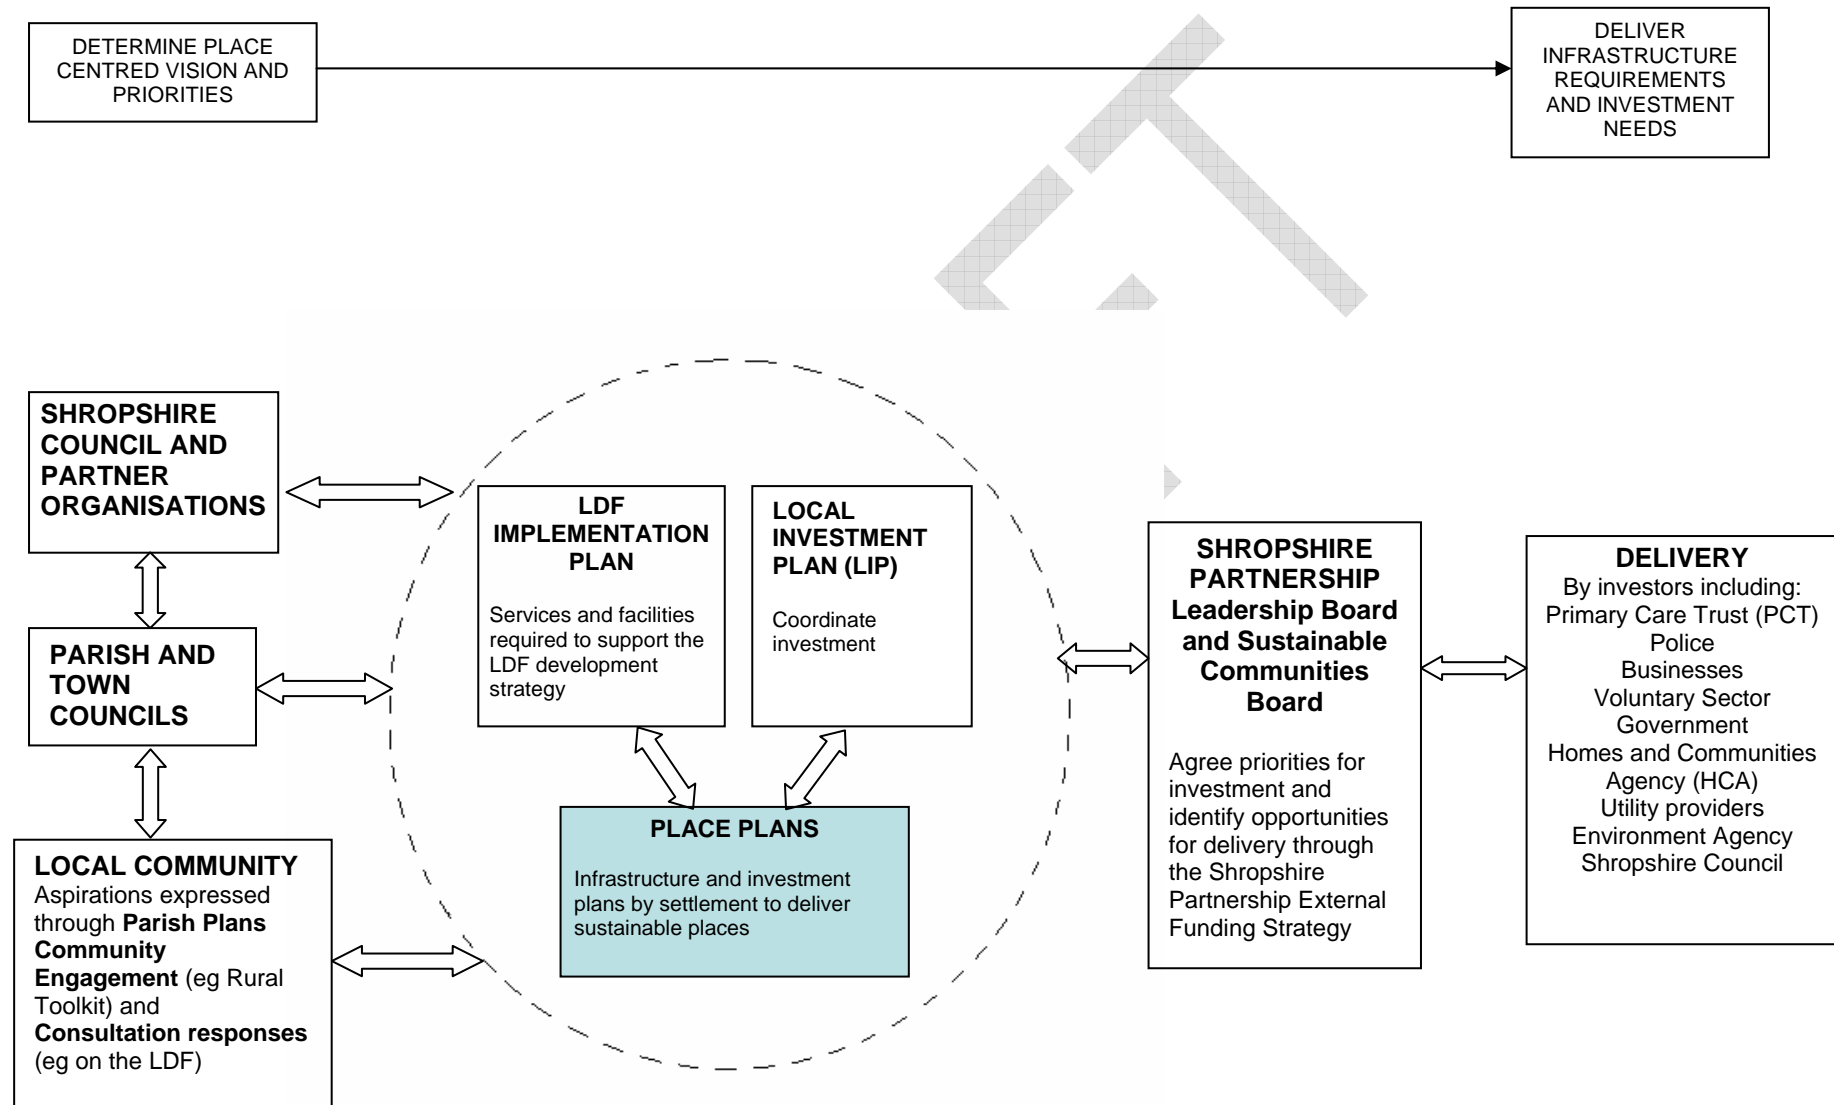 DETERMINE PLACE
CENTRED VISION AND
PRIORITIES
DELIVER
INFRASTRUCTURE
REQUIREMENTS
AND INVESTMENT
NEEDS
SHROPSHIRE
COUNCIL AND
PARTNER
ORGANISATIONS
PARISH AND
TOWN
COUNCILS
LOCAL COMMUNITY
Aspirations expressed
through Parish Plans
Community
Engagement (eg Rural
Toolkit) and
Consultation responses
(eg on the LDF)
LDF
IMPLEMENTATION
PLAN
Services and facilities
required to support the
LDF development
strategy
LOCAL
INVESTMENT
PLAN (LIP)
Coordinate
investment
PLACE PLANS
Infrastructure and investment
plans by settlement to deliver
sustainable places
SHROPSHIRE
PARTNERSHIP
Leadership Board
and Sustainable
Communities
Board
Agree priorities for
investment and
identify opportunities
for delivery through
the Shropshire
Partnership External
Funding Strategy
DELIVERY
By investors including:
Primary Care Trust (PCT)
Police
Businesses
Voluntary Sector
Government
Homes and Communities
Agency (HCA)
Utility providers
Environment Agency
Shropshire Council